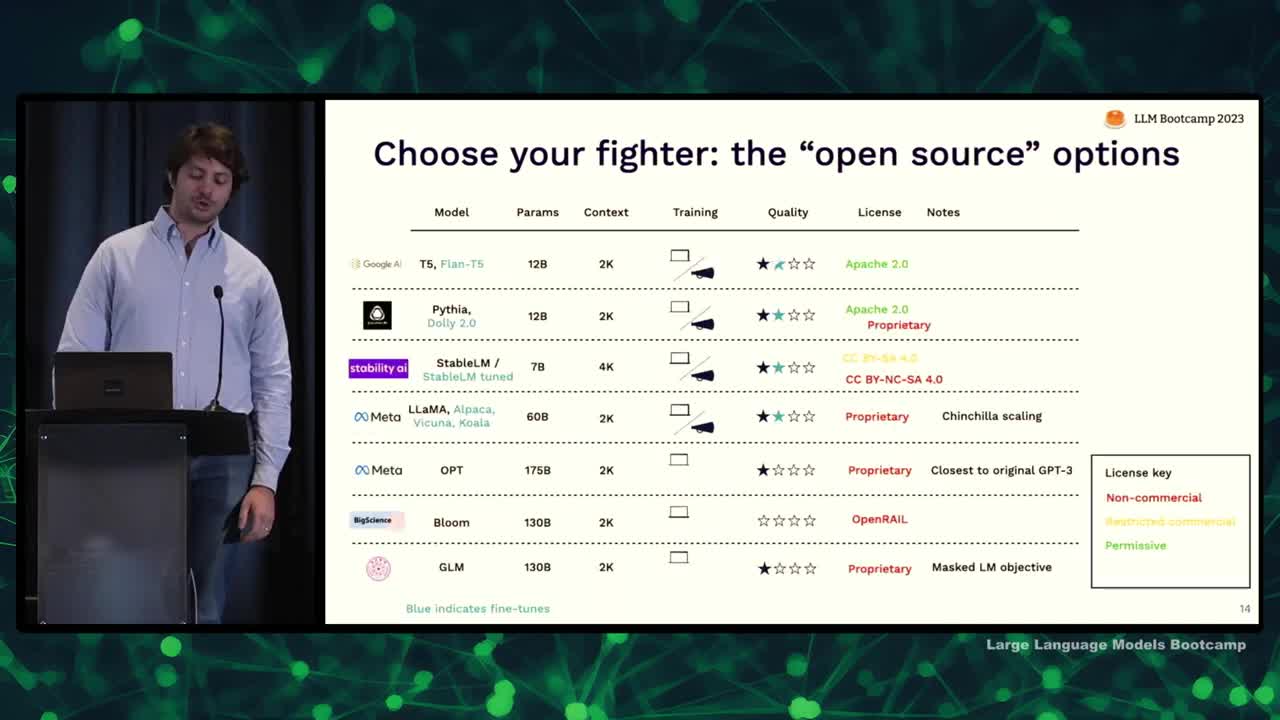 LLM Bootcamp 2023
Choose your fighter: the “open source” options
Model Params Context Training Quality License Notes
Google AI T5, Flan-T5 12B 2K Apache 2.0
Pythia, Dolly 2.0 12B 2K Apache 2.0 Proprietary
stability ai StableLM / StableLM tuned 7B 4K CC BY-SA 4.0 CC BY-NC-SA 4.0
Meta LLaMA, Alpaca, Vicuna, Koala 60B 2K Proprietary Chinchilla scaling
Meta OPT 175B 2K Proprietary Closest to original GPT-3
BigScience Bloom 130B 2K OpenRAIL
GLM 130B 2K Proprietary Masked LM objective
License key
Non-commercial
Restricted commercial
Permissive
Blue indicates fine-tunes
14
Large Language Models Bootcamp